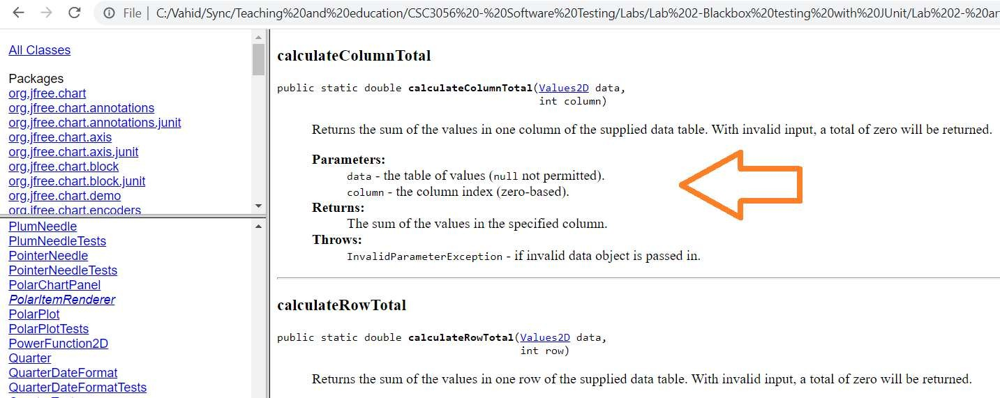 File | C:/Vahid/Sync/Teaching%20and%20education/CSC3056%20-%20Software%20Testing/Labs/Lab%202-Blackbox%20testing%20with%20JUnit/Lab%202-%20ar
All Classes
Packages
org.jfree.chart
org.jfree.chart.annotations
org.jfree.chart.annotations.junit
org.jfree.chart.axis
org.jfree.chart.axis.junit
org.jfree.chart.block
org.jfree.chart.block.junit
org.jfree.chart.demo
org.jfree.chart.encoders
PlumNeedle
PlumNeedleTests
PointerNeedle
PointerNeedleTests
PolarChartPanel
PolarItemRenderer
PolarPlot
PolarPlotTests
PowerFunction2D
Quarter
QuarterDateFormat
QuarterDateFormatTests
calculateColumnTotal
public static double calculateColumnTotal(Values2D data,
int column)
Returns the sum of the values in one column of the supplied data table. With invalid input, a total of zero will be returned.
Parameters:
data - the table of values (null not permitted).
column - the column index (zero-based).
Returns:
The sum of the values in the specified column.
Throws:
InvalidParameterException - if invalid data object is passed in.
calculateRowTotal
public static double calculateRowTotal(Values2D data,
int row)
Returns the sum of the values in one row of the supplied data table. With invalid input, a total of zero will be returned.